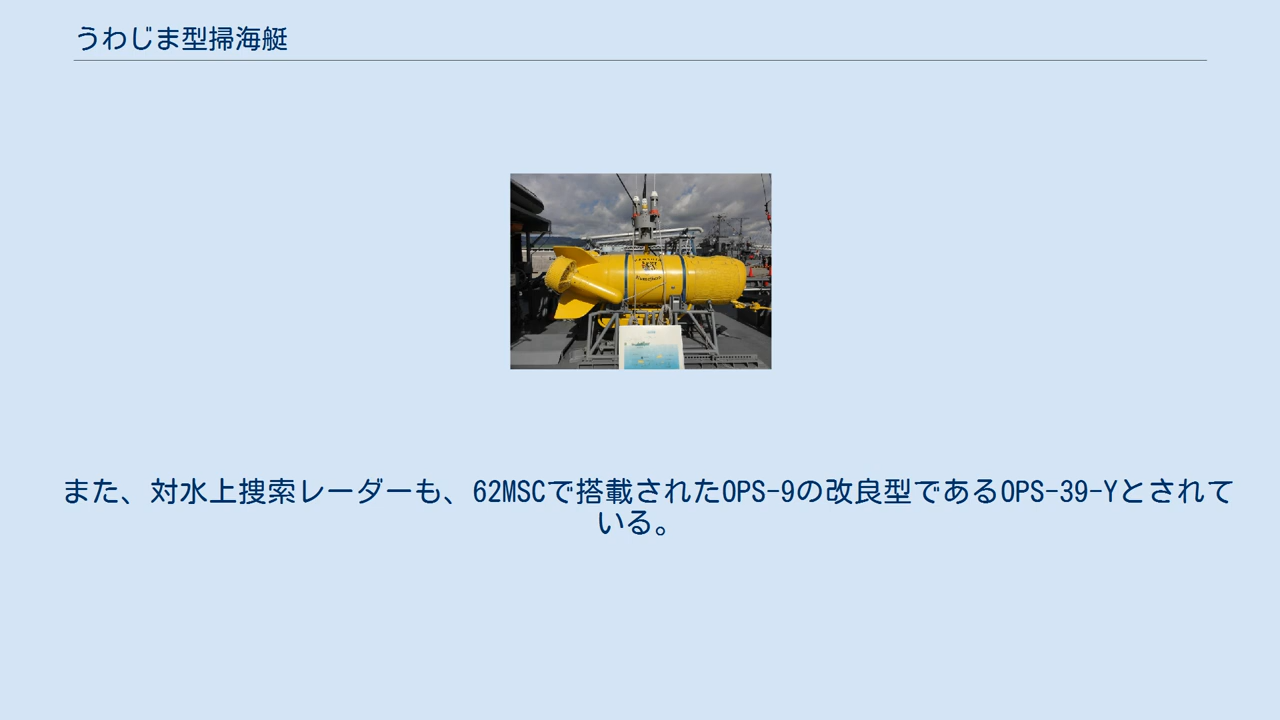 うわじま型掃海艇
また、対水上捜索レーダーも、62MSCで搭載されたOPS-9の改良型であるOPS-39-Yとされて
いる。